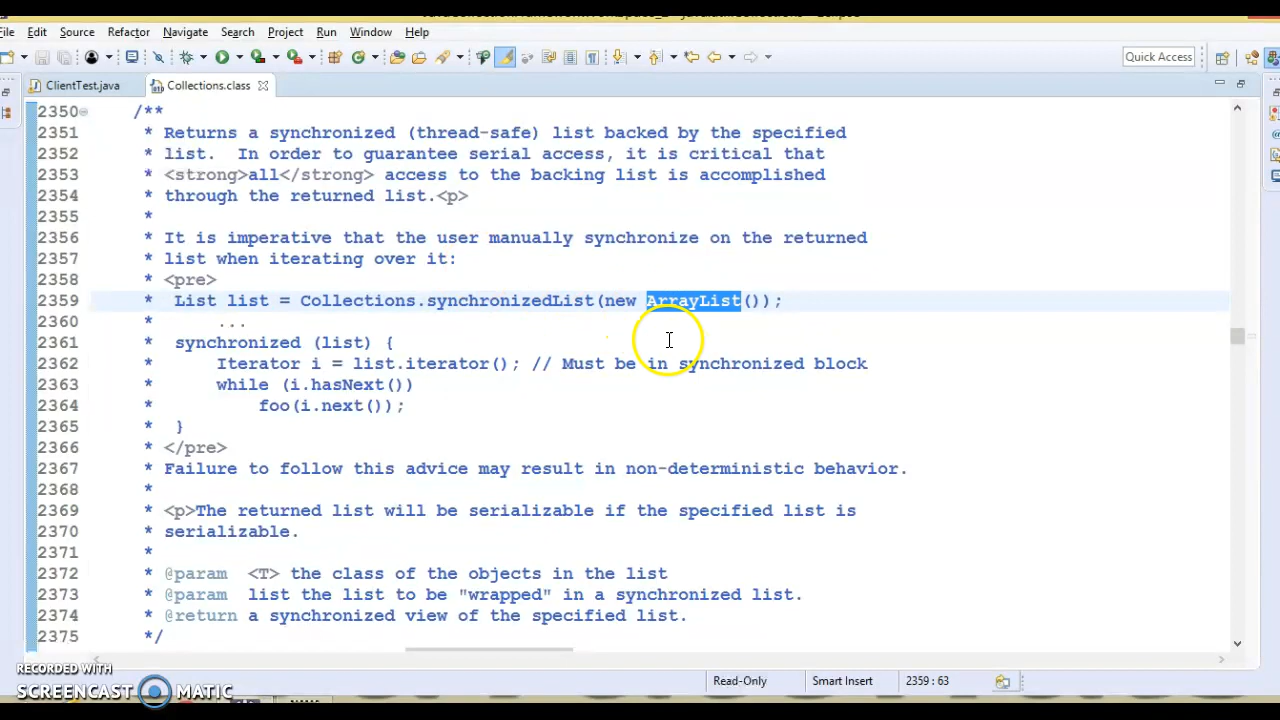 File Edit Source Refactor Navigate Search Project Run Window Help
Quick Access
ClientTest.java Collections.class
2350 /**
2351 * Returns a synchronized (thread-safe) list backed by the specified
2352 * list.  In order to guarantee serial access, it is critical that
2353 * <strong>all</strong> access to the backing list is accomplished
2354 * through the returned list.<p>
2355 *
2356 * It is imperative that the user manually synchronize on the returned
2357 * list when iterating over it:
2358 * <pre>
2359 *  List list = Collections.synchronizedList(new ArrayList());
2360 *      ...
2361 *  synchronized (list) {
2362 *      Iterator i = list.iterator(); // Must be in synchronized block
2363 *      while (i.hasNext())
2364 *          foo(i.next());
2365 *  }
2366 * </pre>
2367 * Failure to follow this advice may result in non-deterministic behavior.
2368 *
2369 * <p>The returned list will be serializable if the specified list is
2370 * serializable.
2371 *
2372 * @param  <T> the class of the objects in the list
2373 * @param  list the list to be "wrapped" in a synchronized list.
2374 * @return a synchronized view of the specified list.
2375 */
Read-Only Smart Insert 2359 : 63
RECORDED WITH
SCREENCAST MATIC